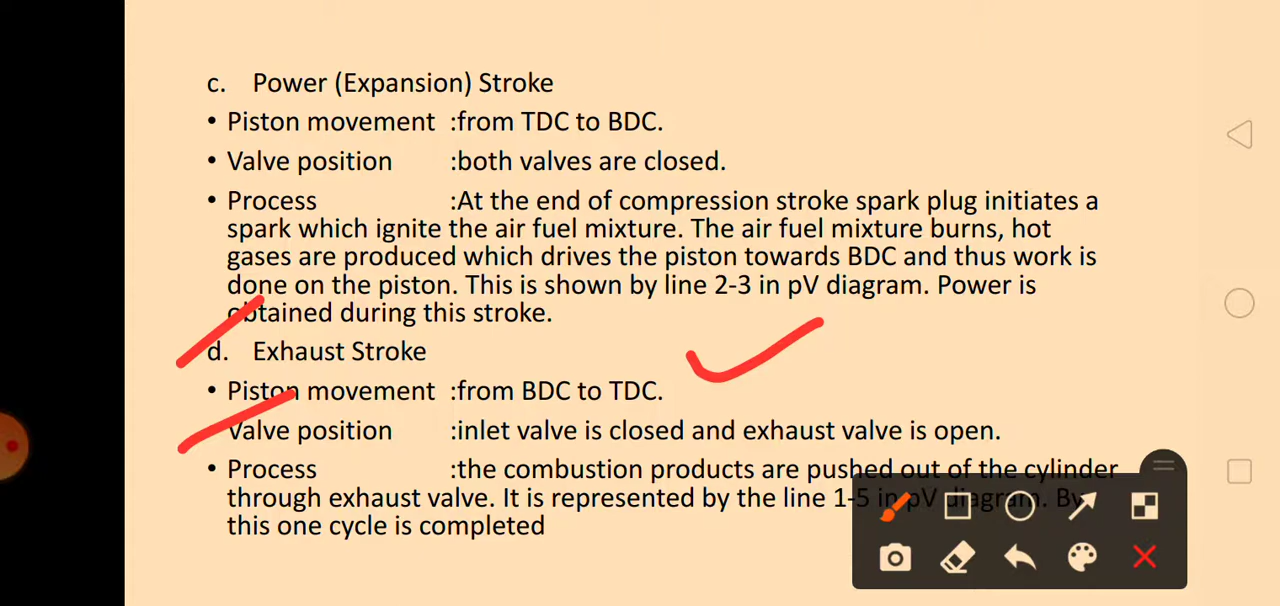 c. Power (Expansion) Stroke
• Piston movement :from TDC to BDC.
• Valve position :both valves are closed.
• Process :At the end of compression stroke spark plug initiates a
spark which ignite the air fuel mixture. The air fuel mixture burns, hot
gases are produced which drives the piston towards BDC and thus work is
done on the piston. This is shown by line 2-3 in pV diagram. Power is
obtained during this stroke.
d. Exhaust Stroke
• Piston movement :from BDC to TDC.
Valve position :inlet valve is closed and exhaust valve is open.
• Process :the combustion products are pushed out of the cylinder
through exhaust valve. It is represented by the line 1-5 in pV diagram. By
this one cycle is completed